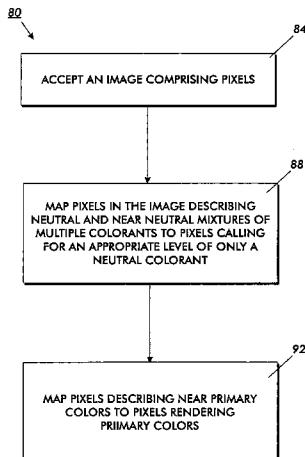 80
84
ACCEPT AN IMAGE COMPRISING PIXELS
88
MAP PIXELS IN THE IMAGE DESCRIBING
NEUTRAL AND NEAR NEUTRAL MIXTURES OF
MULTIPLE COLORANTS TO PIXELS CALLING
FOR AN APPROPRIATE LEVEL OF ONLY A
NEUTRAL COLORANT
92
MAP PIXELS DESCRIBING NEAR PRIMARY
COLORS TO PIXELS RENDERING
PRIIMARY COLORS